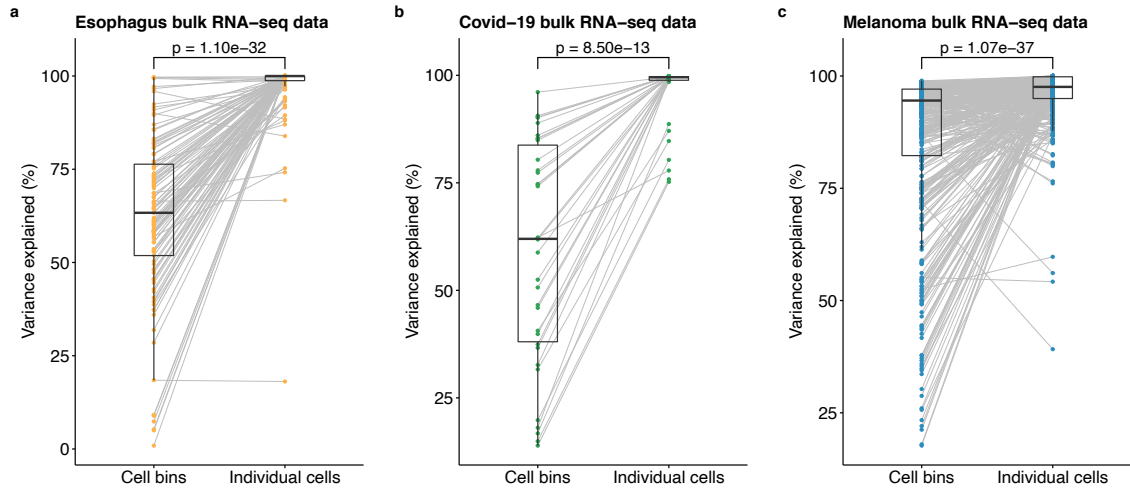 a
Esophagus bulk RNA−seq data
p = 1.10e−32
Variance explained (%)
100
75
50
25
0
Cell bins
Individual cells
b
Covid−19 bulk RNA−seq data
p = 8.50e−13
Variance explained (%)
100
75
50
25
Cell bins
Individual cells
c
Melanoma bulk RNA−seq data
p = 1.07e−37
Variance explained (%)
100
75
50
25
Cell bins
Individual cells